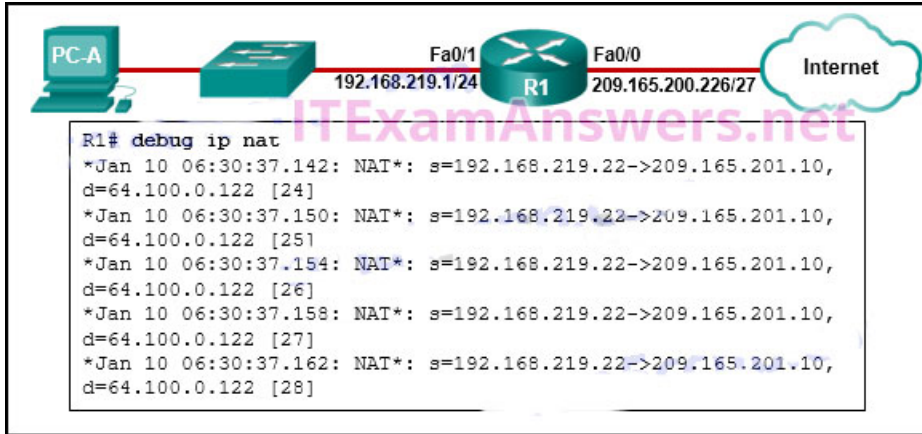 PC-A
Fa0/1
192.168.219.1/24
R1
Fa0/0
209.165.200.226/27
Internet
ITExamAnswers.net
R1# debug ip nat
*Jan 10 06:30:37.142: NAT*: s=192.168.219.22->209.165.201.10,
d=64.100.0.122 [24]
*Jan 10 06:30:37.150: NAT*: s=192.168.219.22->209.165.201.10,
d=64.100.0.122 [25]
*Jan 10 06:30:37.154: NAT*: s=192.168.219.22->209.165.201.10,
d=64.100.0.122 [26]
*Jan 10 06:30:37.158: NAT*: s=192.168.219.22->209.165.201.10,
d=64.100.0.122 [27]
*Jan 10 06:30:37.162: NAT*: s=192.168.219.22->209.165.201.10,
d=64.100.0.122 [28]